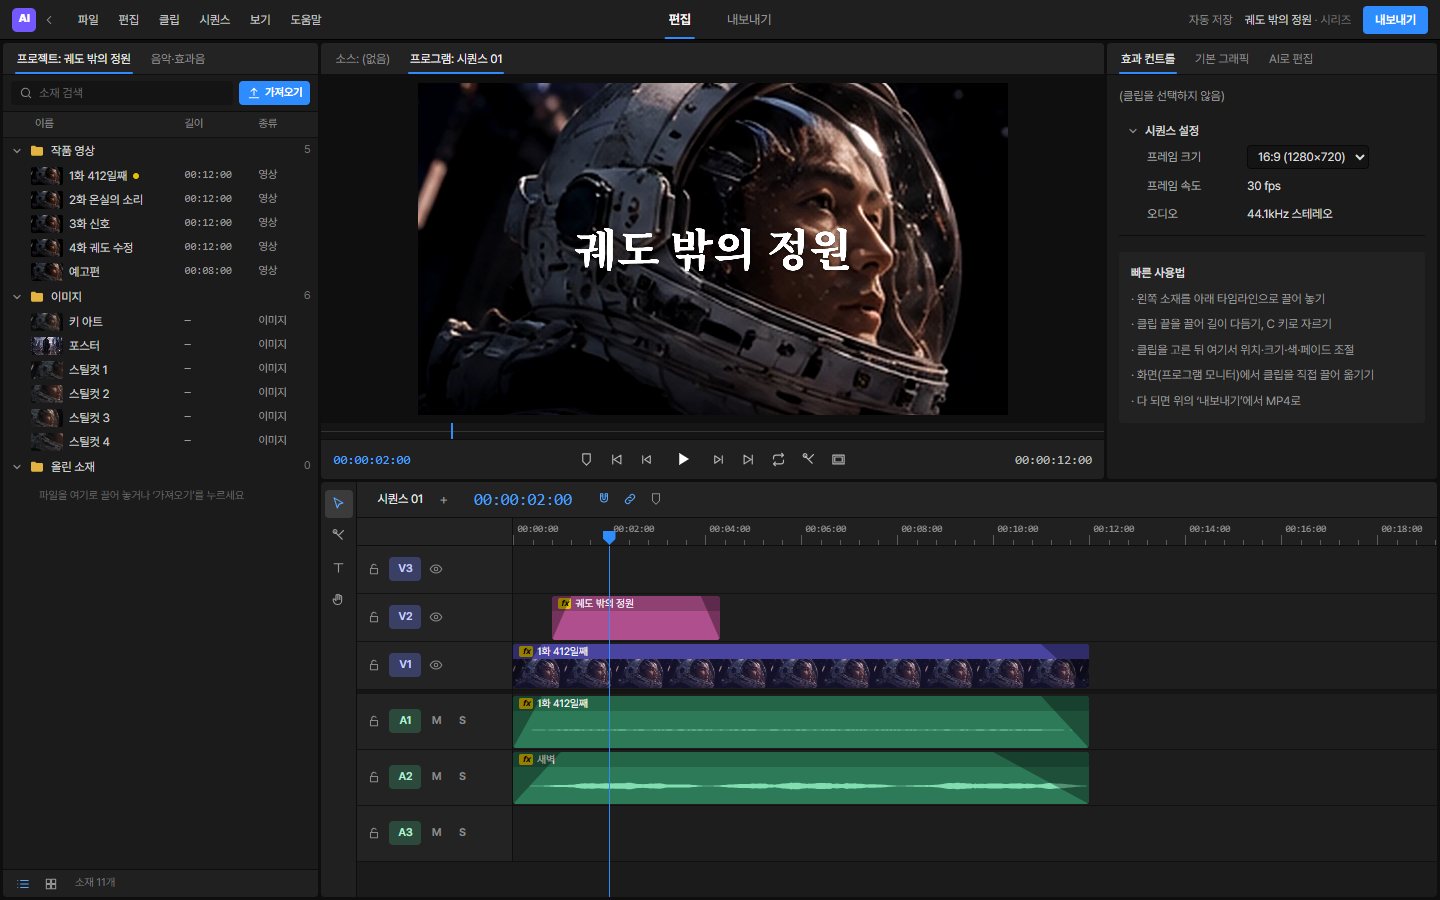 AI 파일 편집 클립 시퀀스 보기 도움말 편집 내보내기 자동 저장 궤도 밖의 정원 · 시리즈 내보내기
프로젝트: 궤도 밖의 정원 음악·효과음
소스: (없음) 프로그램: 시퀀스 01
효과 컨트롤 기본 그래픽 AI로 편집
소재 검색 가져오기
이름 길이 종류
작품 영상 5
1화 412일째 00:12:00 영상
2화 온실의 소리 00:12:00 영상
3화 신호 00:12:00 영상
4화 궤도 수정 00:12:00 영상
예고편 00:08:00 영상
이미지 6
키 아트 – 이미지
포스터 – 이미지
스틸컷 1 – 이미지
스틸컷 2 – 이미지
스틸컷 3 – 이미지
스틸컷 4 – 이미지
올린 소재 0
파일을 여기로 끌어 놓거나 '가져오기'를 누르세요
소재 11개
궤도 밖의 정원
00:00:02:00 00:00:12:00
(클립을 선택하지 않음)
시퀀스 설정
프레임 크기 16:9 (1280×720)
프레임 속도 30 fps
오디오 44.1kHz 스테레오
빠른 사용법
· 왼쪽 소재를 아래 타임라인으로 끌어 놓기
· 클립 끝을 끌어 길이 다듬기, C 키로 자르기
· 클립을 고른 뒤 여기서 위치·크기·색·페이드 조절
· 화면(프로그램 모니터)에서 클립을 직접 끌어 옮기기
· 다 되면 위의 '내보내기'에서 MP4로
시퀀스 01 + 00:00:02:00
00:00:00 00:02:00 00:04:00 00:06:00 00:08:00 00:10:00 00:12:00 00:14:00 00:16:00 00:18:00
T
V3
V2 fx 궤도 밖의 정원
V1 fx 1화 412일째
A1 M S fx 1화 412일째
A2 M S fx 새벽
A3 M S